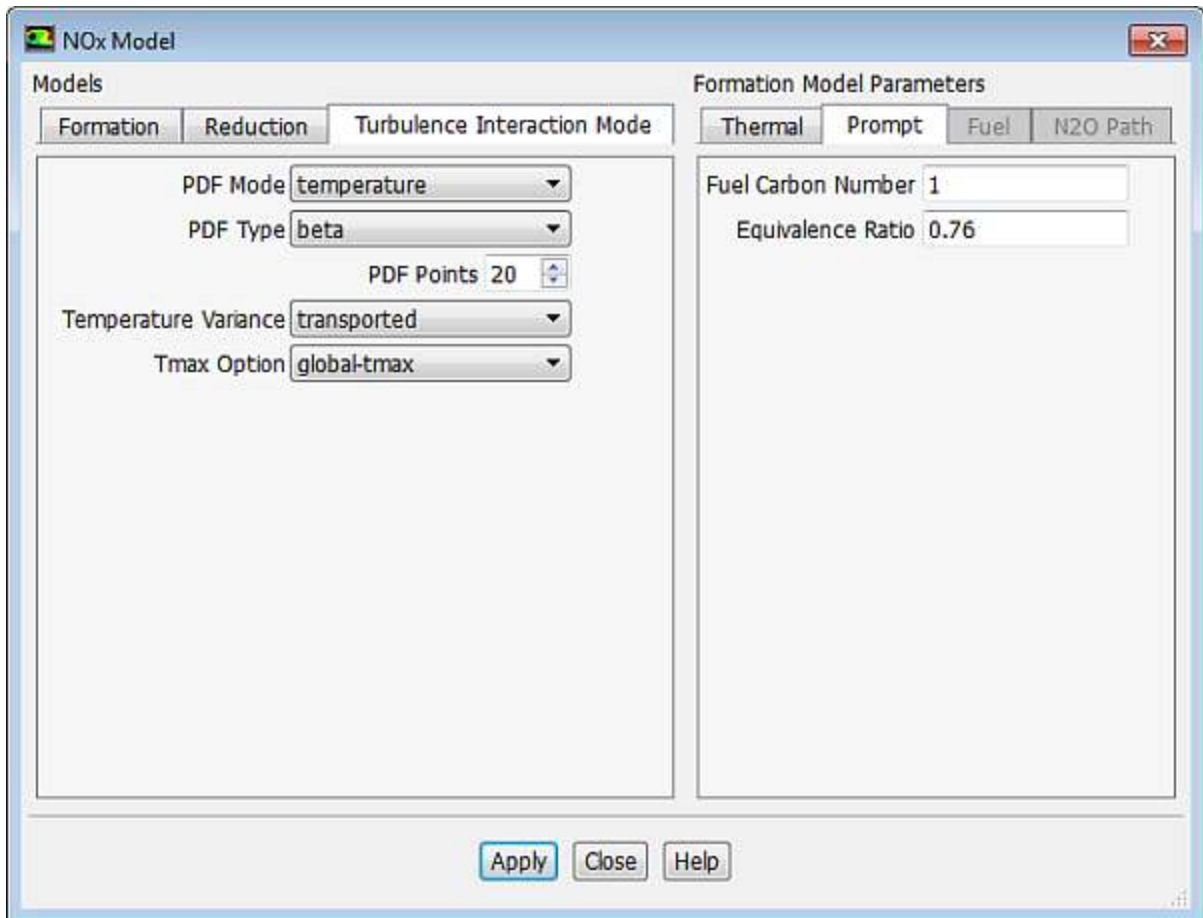 NOx Model
Models
Formation Reduction Turbulence Interaction Mode
PDF Mode temperature
PDF Type beta
PDF Points 20
Temperature Variance transported
Tmax Option global-tmax
Formation Model Parameters
Thermal Prompt Fuel N2O Path
Fuel Carbon Number 1
Equivalence Ratio 0.76
Apply Close Help